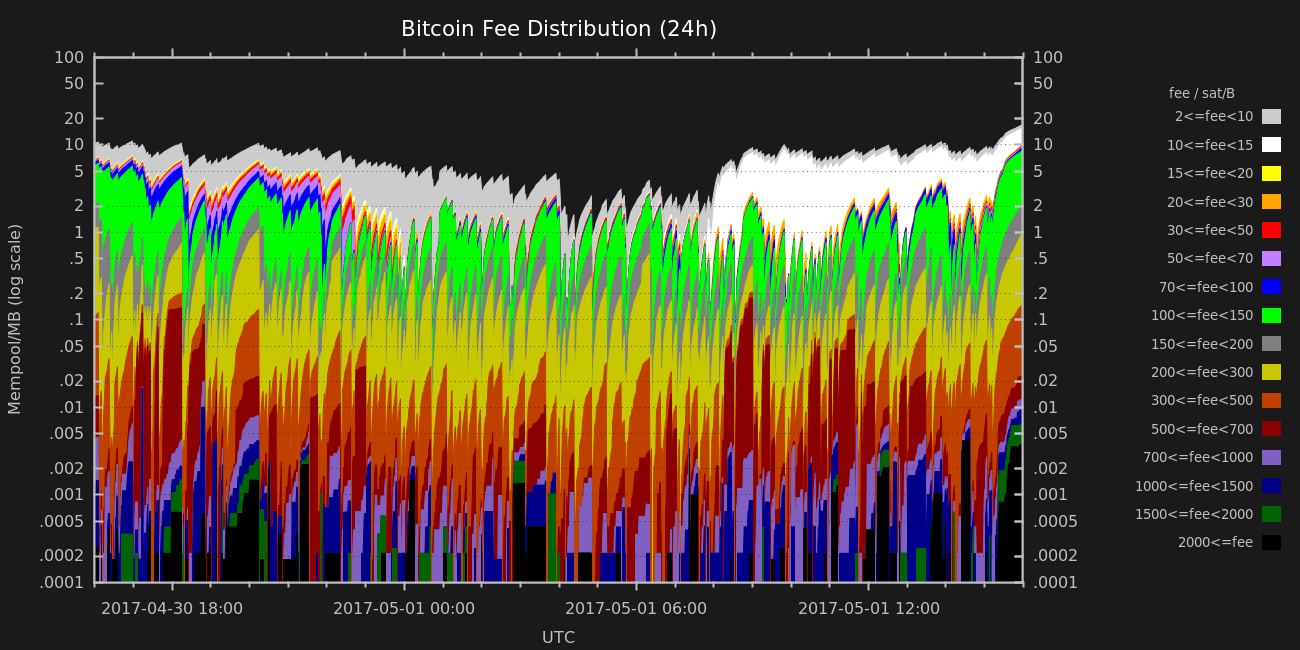 Bitcoin Fee Distribution (24h)
Mempool/MB (log scale)
100
50
20
10
5
2
1
.5
.2
.1
.05
.02
.01
.005
.002
.001
.0005
.0002
.0001
100
50
20
10
5
2
1
.5
.2
.1
.05
.02
.01
.005
.002
.001
.0005
.0002
.0001
2017-04-30 18:00 2017-05-01 00:00 2017-05-01 06:00 2017-05-01 12:00
UTC
fee / sat/B
2<=fee<10
10<=fee<15
15<=fee<20
20<=fee<30
30<=fee<50
50<=fee<70
70<=fee<100
100<=fee<150
150<=fee<200
200<=fee<300
300<=fee<500
500<=fee<700
700<=fee<1000
1000<=fee<1500
1500<=fee<2000
2000<=fee